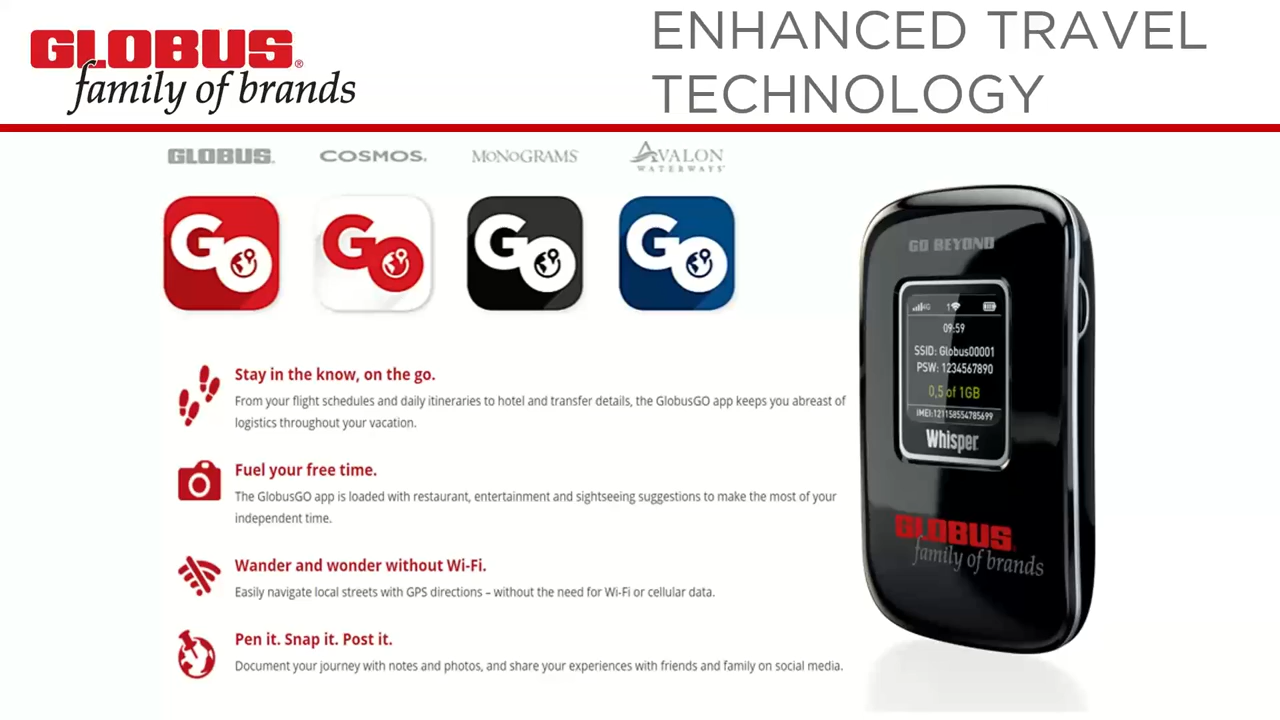 GLOBUS®
family of brands
ENHANCED TRAVEL
TECHNOLOGY
GLOBUS. COSMOS. MONOGRAMS AVALON WATERWAYS
GO GO GO GO
Stay in the know, on the go.
From your flight schedules and daily itineraries to hotel and transfer details, the GlobusGO app keeps you abreast of
logistics throughout your vacation.
Fuel your free time.
The GlobusGO app is loaded with restaurant, entertainment and sightseeing suggestions to make the most of your
independent time.
Wander and wonder without Wi-Fi.
Easily navigate local streets with GPS directions – without the need for Wi-Fi or cellular data.
Pen it. Snap it. Post it.
Document your journey with notes and photos, and share your experiences with friends and family on social media.
GO BEYOND
4G 1
09:59
SSID: Globus00001
PSW: 1234567890
0,5 of 1GB
IMEI:121158554785699
Whisper
GLOBUS
family of brands